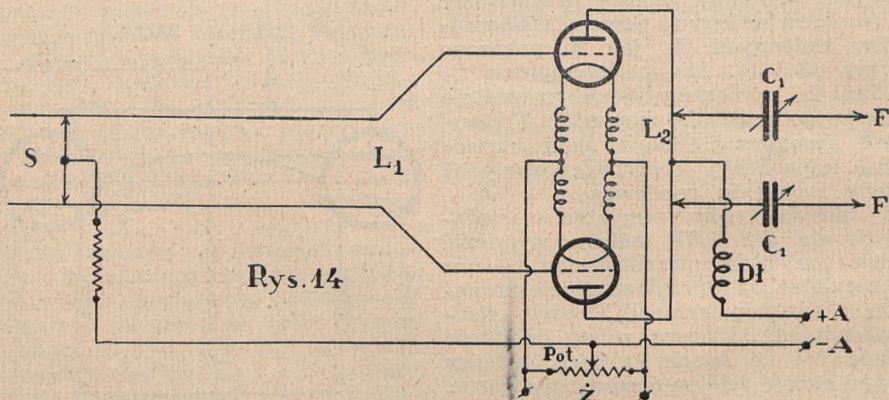 C₁
L₂
F
S
L₁
F
C₁
Rys. 14
Dł
+A
-A
Pot.
Ż